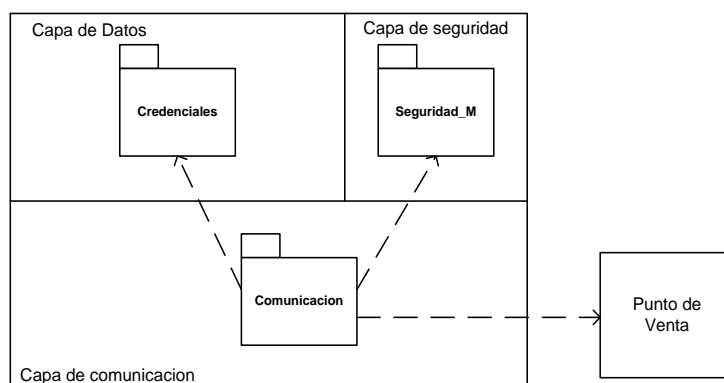 Capa de Datos
Capa de seguridad
Credenciales
Seguridad_M
Comunicacion
Punto de
Venta
Capa de comunicacion